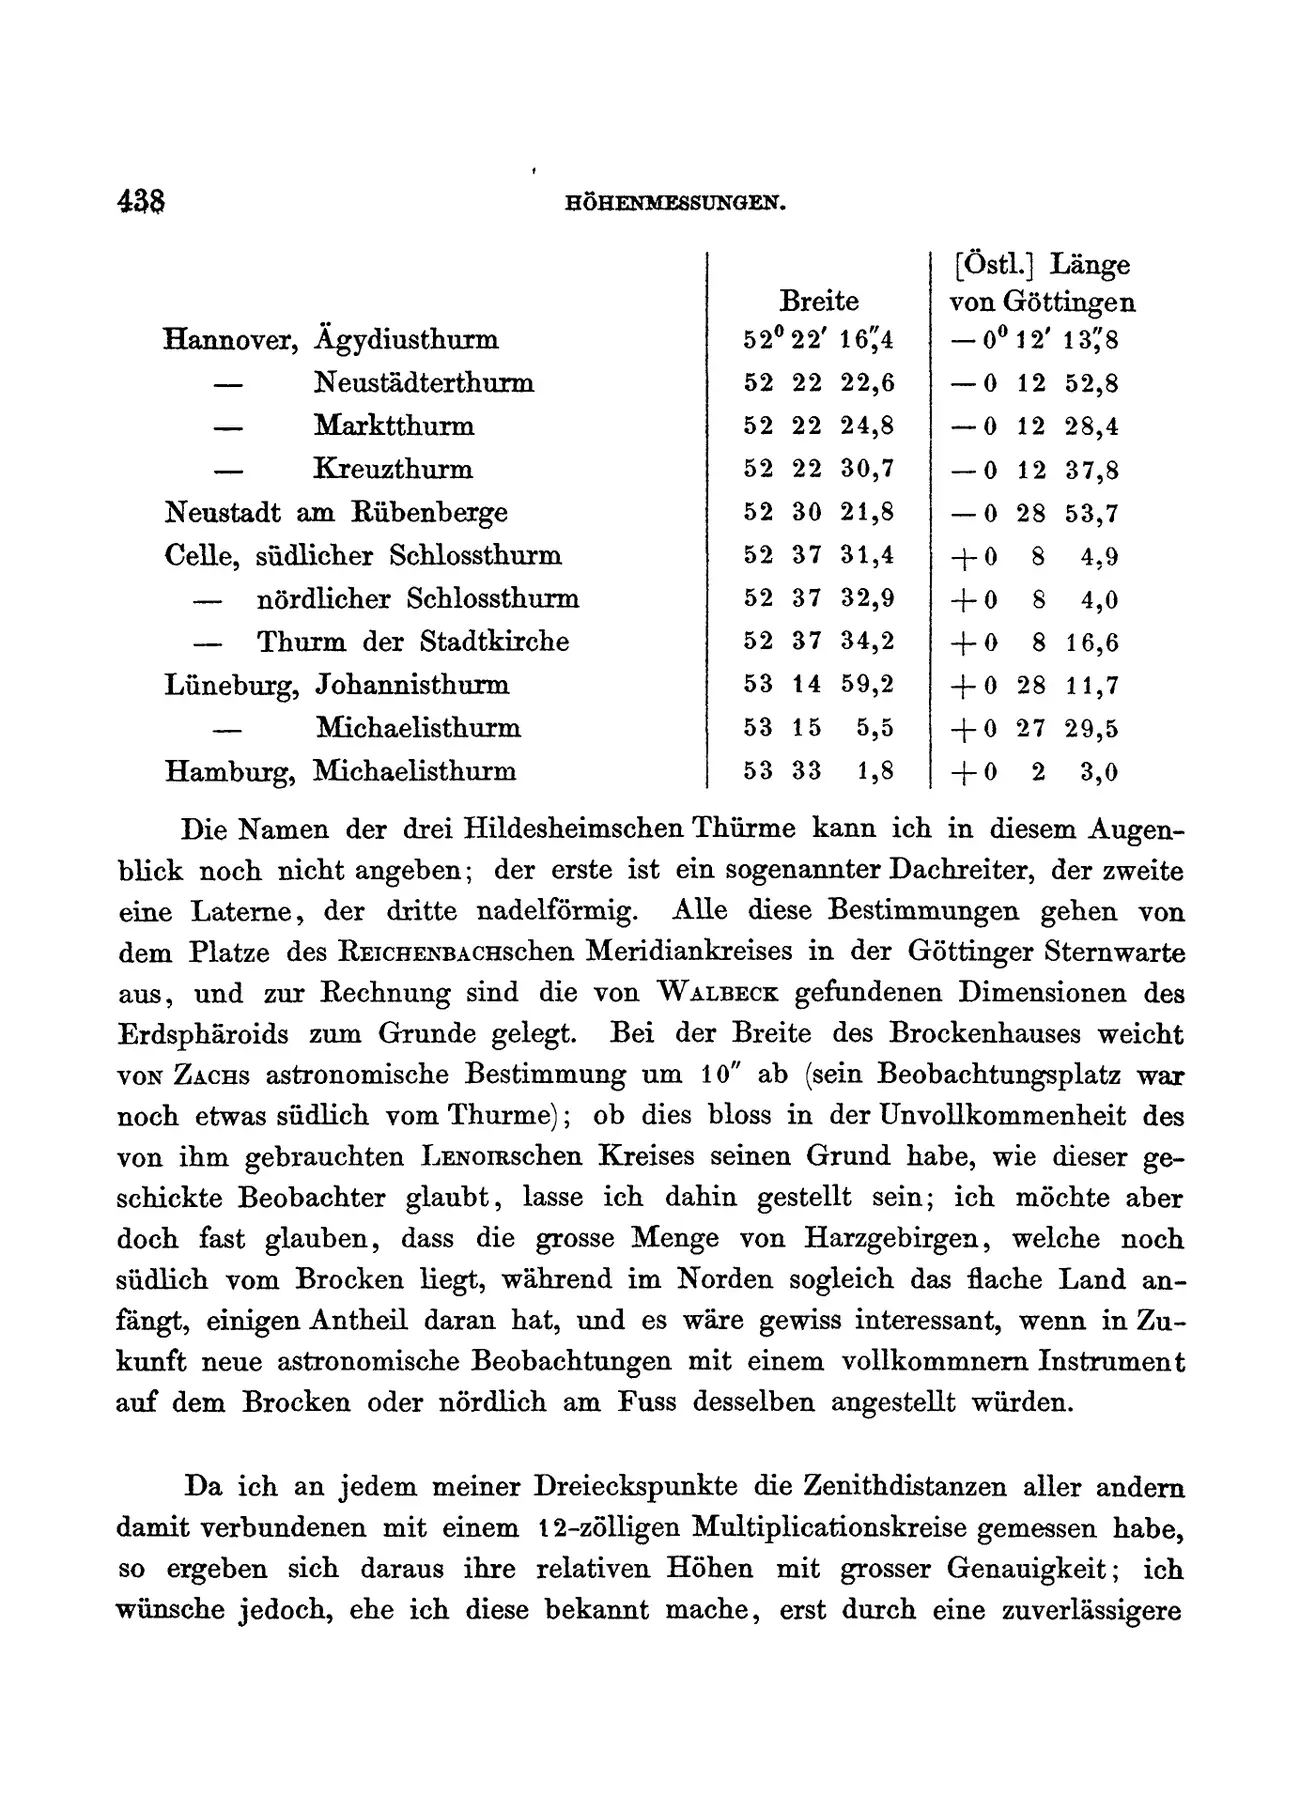 438
HÖHENMESSUNGEN.
[Östl.] Länge
Breite von Göttingen
Hannover, Ägydiusthurm 52° 22′ 16″,4 — 0° 12′ 13″,8
— Neustädterthurm 52 22 22,6 — 0 12 52,8
— Marktthurm 52 22 24,8 — 0 12 28,4
— Kreuzthurm 52 22 30,7 — 0 12 37,8
Neustadt am Rübenberge 52 30 21,8 — 0 28 53,7
Celle, südlicher Schlossthurm 52 37 31,4 + 0 8 4,9
— nördlicher Schlossthurm 52 37 32,9 + 0 8 4,0
— Thurm der Stadtkirche 52 37 34,2 + 0 8 16,6
Lüneburg, Johannisthurm 53 14 59,2 + 0 28 11,7
— Michaelisthurm 53 15 5,5 + 0 27 29,5
Hamburg, Michaelisthurm 53 33 1,8 + 0 2 3,0
Die Namen der drei Hildesheimschen Thürme kann ich in diesem Augen-
blick noch nicht angeben; der erste ist ein sogenannter Dachreiter, der zweite
eine Laterne, der dritte nadelförmig. Alle diese Bestimmungen gehen von
dem Platze des REICHENBACHschen Meridiankreises in der Göttinger Sternwarte
aus, und zur Rechnung sind die von WALBECK gefundenen Dimensionen des
Erdsphäroids zum Grunde gelegt. Bei der Breite des Brockenhauses weicht
VON ZACHS astronomische Bestimmung um 10″ ab (sein Beobachtungsplatz war
noch etwas südlich vom Thurme); ob dies bloss in der Unvollkommenheit des
von ihm gebrauchten LENOIRschen Kreises seinen Grund habe, wie dieser ge-
schickte Beobachter glaubt, lasse ich dahin gestellt sein; ich möchte aber
doch fast glauben, dass die grosse Menge von Harzgebirgen, welche noch
südlich vom Brocken liegt, während im Norden sogleich das flache Land an-
fängt, einigen Antheil daran hat, und es wäre gewiss interessant, wenn in Zu-
kunft neue astronomische Beobachtungen mit einem vollkommnern Instrument
auf dem Brocken oder nördlich am Fuss desselben angestellt würden.
Da ich an jedem meiner Dreieckspunkte die Zenithdistanzen aller andern
damit verbundenen mit einem 12-zölligen Multiplicationskreise gemessen habe,
so ergeben sich daraus ihre relativen Höhen mit grosser Genauigkeit; ich
wünsche jedoch, ehe ich diese bekannt mache, erst durch eine zuverlässigere